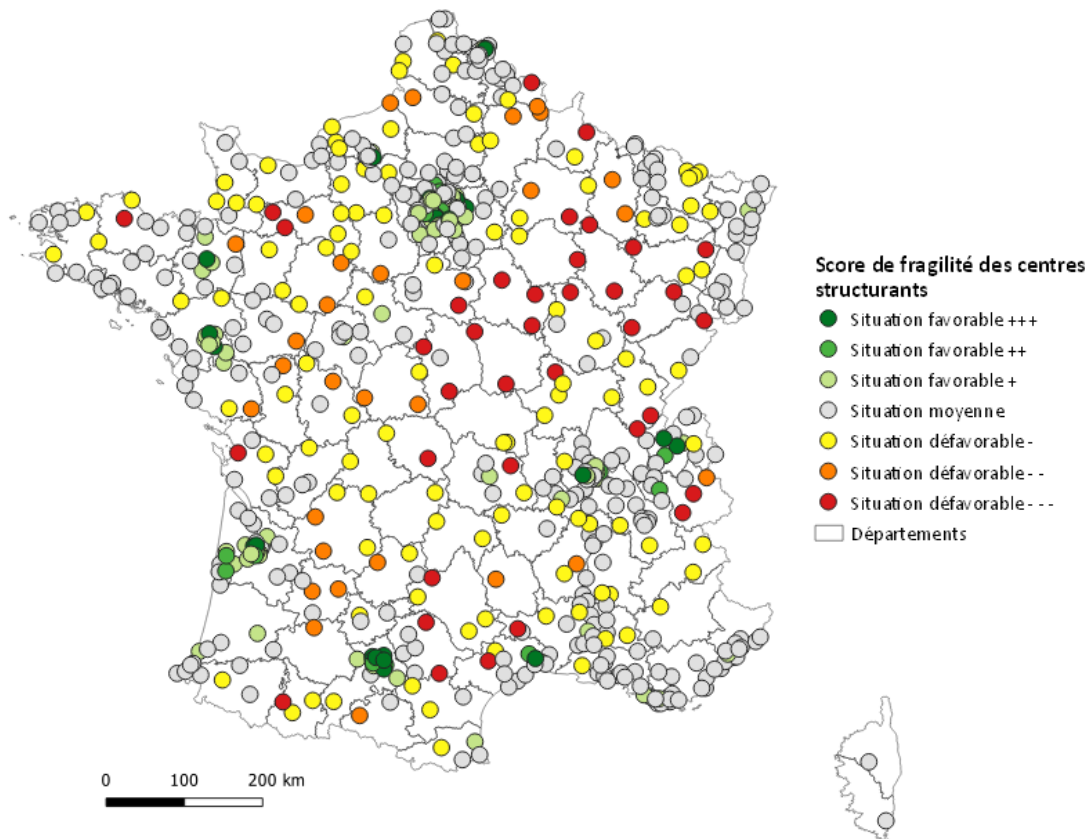 Score de fragilité des centres
structurants
Situation favorable +++
Situation favorable ++
Situation favorable +
Situation moyenne
Situation défavorable -
Situation défavorable - -
Situation défavorable - - -
Départements
0 100 200 km